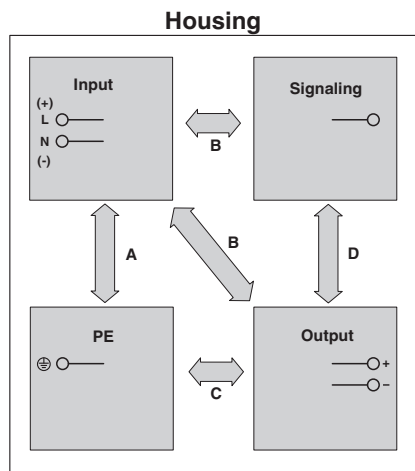 Housing
Input
(+)
L
N
(-)
Signaling
B
A
B
D
PE
Output
+
–
C